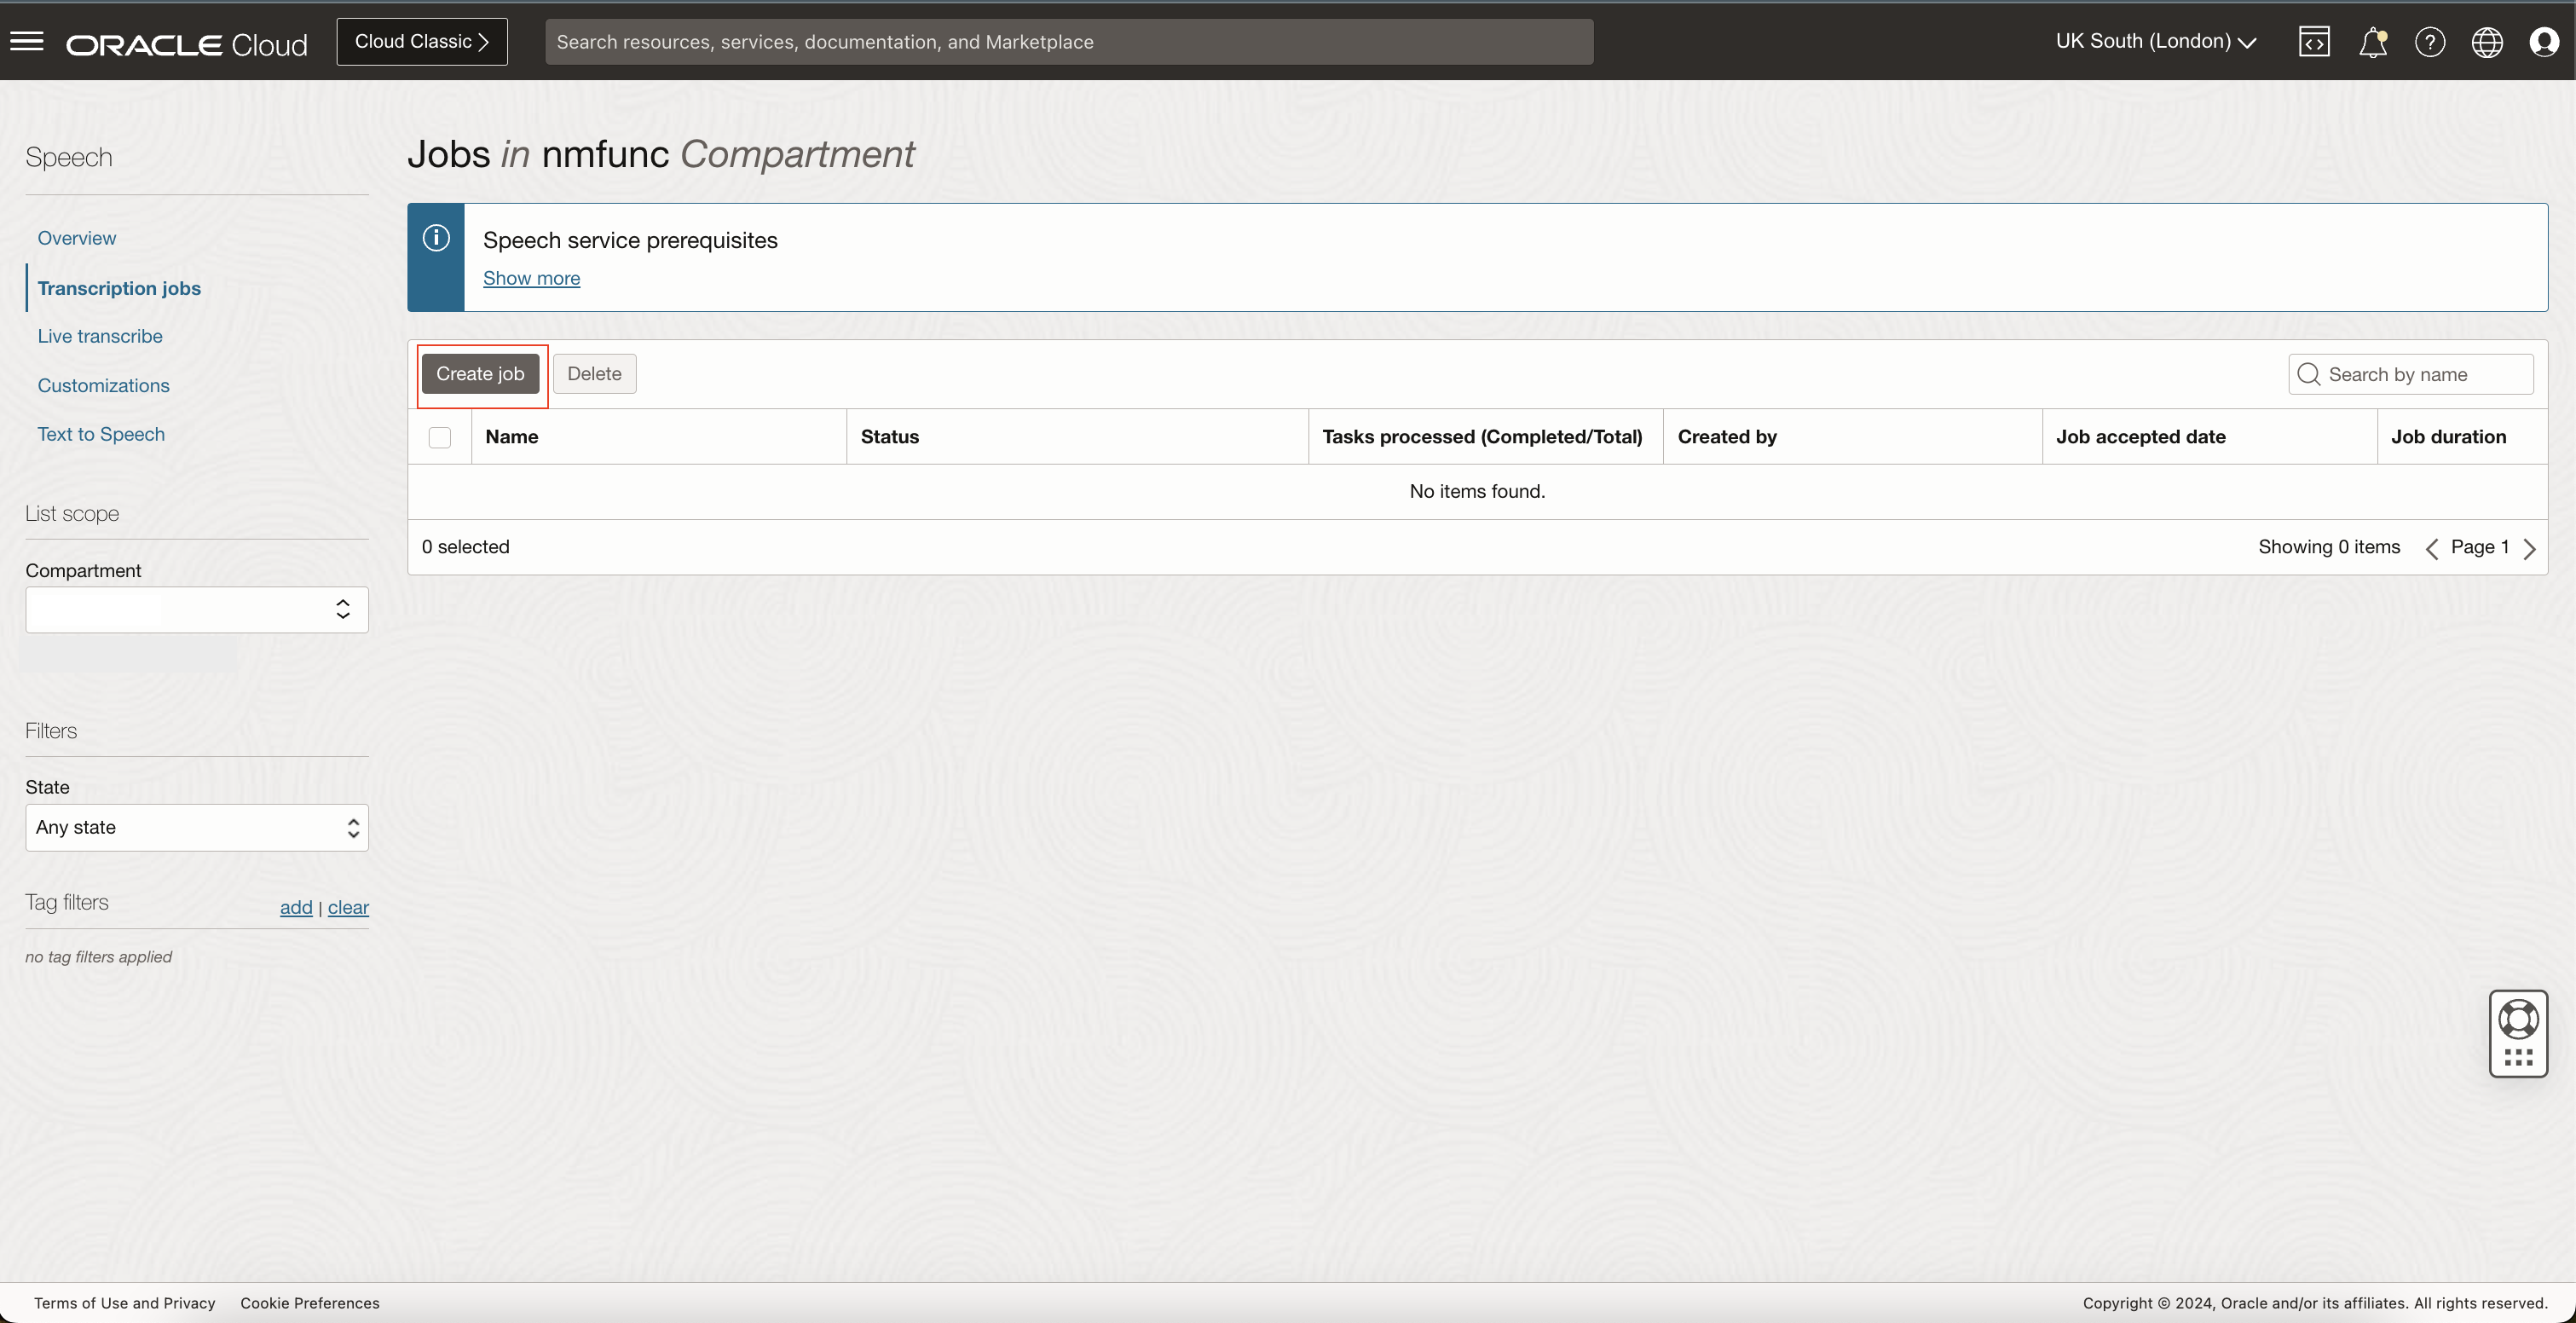 ORACLE Cloud
Cloud Classic
Search resources, services, documentation, and Marketplace
UK South (London)
Speech
Overview
Transcription jobs
Live transcribe
Customizations
Text to Speech
List scope
Compartment
Filters
State
Any state
Tag filters
add | clear
no tag filters applied
Jobs in nmfunc Compartment
Speech service prerequisites
Show more
Create job
Delete
Search by name
Name
Status
Tasks processed (Completed/Total)
Created by
Job accepted date
Job duration
No items found.
0 selected
Showing 0 items
Page 1
Terms of Use and Privacy
Cookie Preferences
Copyright © 2024, Oracle and/or its affiliates. All rights reserved.